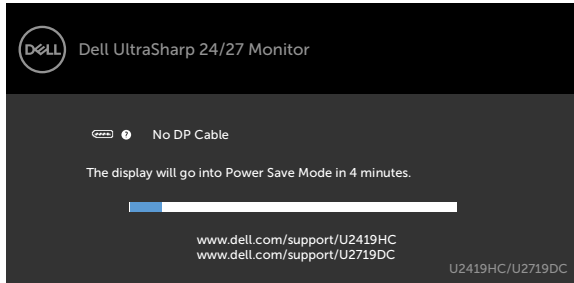 DELL
Dell UltraSharp 24/27 Monitor
? No DP Cable
The display will go into Power Save Mode in 4 minutes.
www.dell.com/support/U2419HC
www.dell.com/support/U2719DC
U2419HC/U2719DC